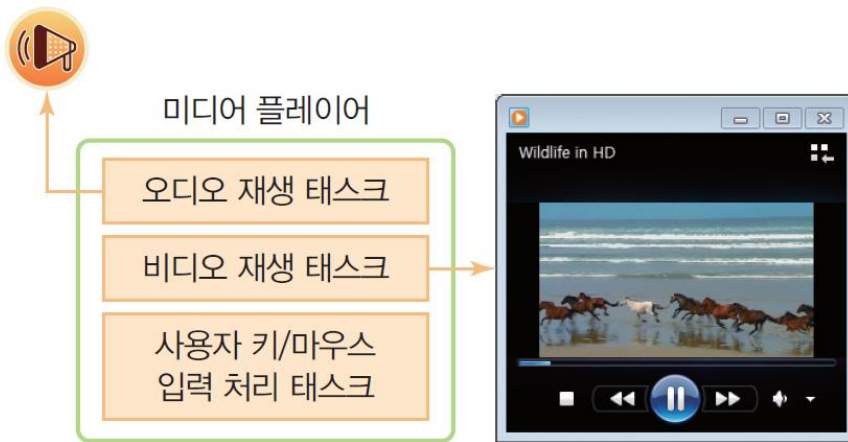 미디어 플레이어
오디오 재생 태스크
비디오 재생 태스크
사용자 키/마우스
입력 처리 태스크
Wildlife in HD